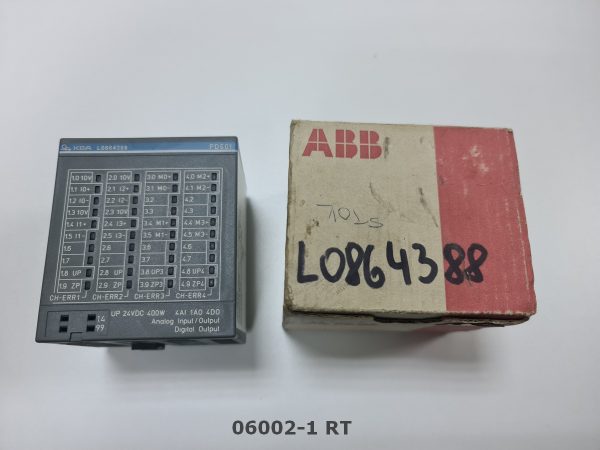 KBA L0864388 PD501
1.0 10V 2.0 10V 3.0 M0+ 4.0 M2+
1.1 I0+ 2.1 I2+ 3.1 M0- 4.1 M2-
1.2 I0- 2.2 I2- 3.2 4.2
1.3 10V 2.3 10V 3.3 4.3
1.4 I1+ 2.4 I3+ 3.4 M1+ 4.4 M3+
1.5 I1- 2.5 I3- 3.5 M1- 4.5 M3-
1.6 2.6 3.6 4.6
1.7 2.7 3.7 4.7
1.8 UP 2.8 UP 3.8 UP3 4.8 UP4
1.9 ZP 2.9 ZP 3.9 ZP3 4.9 ZP4
CH-ERR1 CH-ERR2 CH-ERR3 CH-ERR4
UP 24VDC 400W 4AI 1AO 4DO
Analog Input/Output
Digital Output
14
99
ABB
L0864388
06002-1 RT